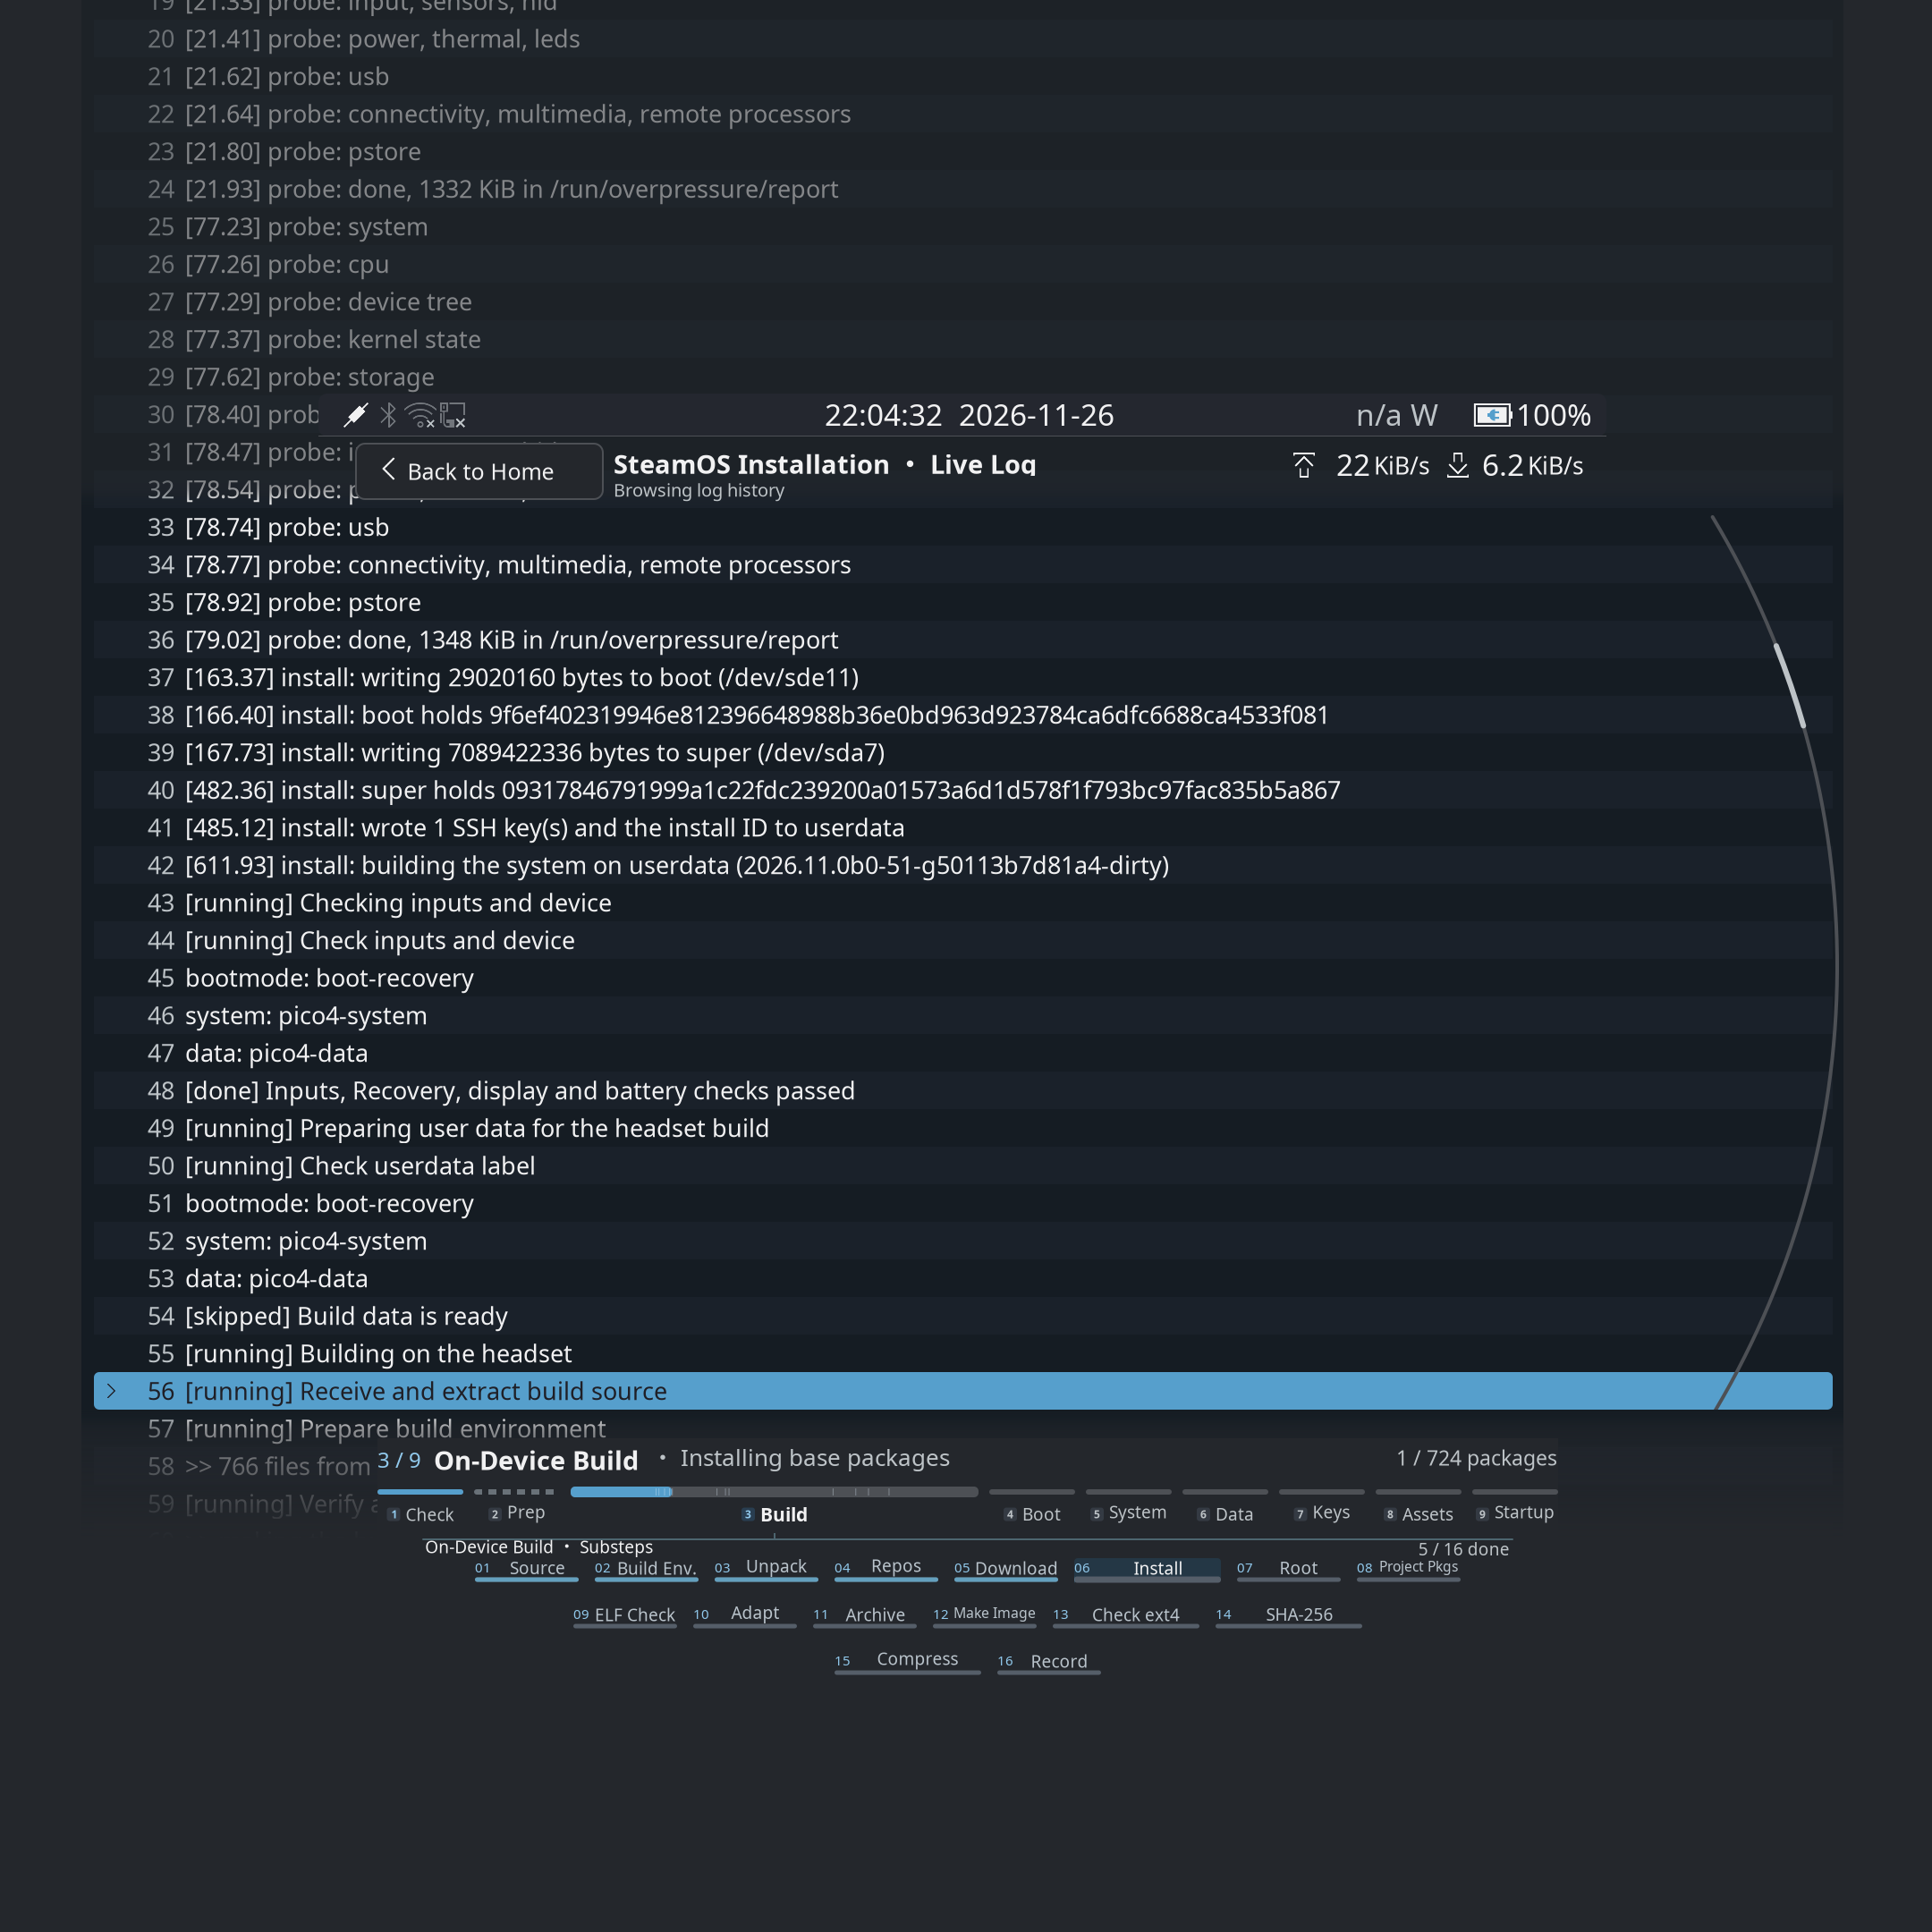 19 [21.33] probe: input, sensors, hid
20 [21.41] probe: power, thermal, leds
21 [21.62] probe: usb
22 [21.64] probe: connectivity, multimedia, remote processors
23 [21.80] probe: pstore
24 [21.93] probe: done, 1332 KiB in /run/overpressure/report
25 [77.23] probe: system
26 [77.26] probe: cpu
27 [77.29] probe: device tree
28 [77.37] probe: kernel state
29 [77.62] probe: storage
30 [78.40] prob
22:04:32 2026-11-26 n/a W 100%
31 [78.47] probe: i
Back to Home
SteamOS Installation • Live Log
22 KiB/s 6.2 KiB/s
Browsing log history
32 [78.54] probe: p
33 [78.74] probe: usb
34 [78.77] probe: connectivity, multimedia, remote processors
35 [78.92] probe: pstore
36 [79.02] probe: done, 1348 KiB in /run/overpressure/report
37 [163.37] install: writing 29020160 bytes to boot (/dev/sde11)
38 [166.40] install: boot holds 9f6ef402319946e812396648988b36e0bd963d923784ca6dfc6688ca4533f081
39 [167.73] install: writing 7089422336 bytes to super (/dev/sda7)
40 [482.36] install: super holds 09317846791999a1c22fdc239200a01573a6d1d578f1f793bc97fac835b5a867
41 [485.12] install: wrote 1 SSH key(s) and the install ID to userdata
42 [611.93] install: building the system on userdata (2026.11.0b0-51-g50113b7d81a4-dirty)
43 [running] Checking inputs and device
44 [running] Check inputs and device
45 bootmode: boot-recovery
46 system: pico4-system
47 data: pico4-data
48 [done] Inputs, Recovery, display and battery checks passed
49 [running] Preparing user data for the headset build
50 [running] Check userdata label
51 bootmode: boot-recovery
52 system: pico4-system
53 data: pico4-data
54 [skipped] Build data is ready
55 [running] Building on the headset
56 [running] Receive and extract build source
57 [running] Prepare build environment
58 >> 766 files from
3 / 9 On-Device Build • Installing base packages 1 / 724 packages
59 [running] Verify a
1 Check 2 Prep 3 Build 4 Boot 5 System 6 Data 7 Keys 8 Assets 9 Startup
On-Device Build • Substeps 5 / 16 done
01 Source 02 Build Env. 03 Unpack 04 Repos 05 Download 06 Install 07 Root 08 Project Pkgs
09 ELF Check 10 Adapt 11 Archive 12 Make Image 13 Check ext4 14 SHA-256
15 Compress 16 Record